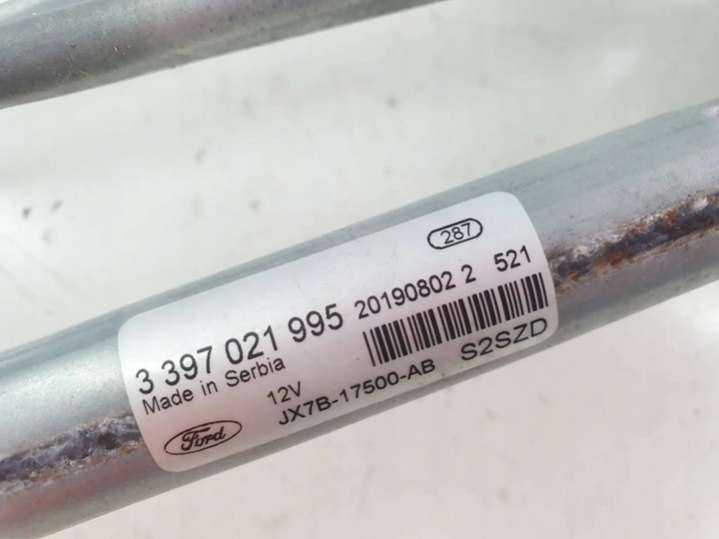 287
3 397 021 995 20190802 2 521
Made in Serbia
12V S2SZD
Ford JX7B-17500-AB